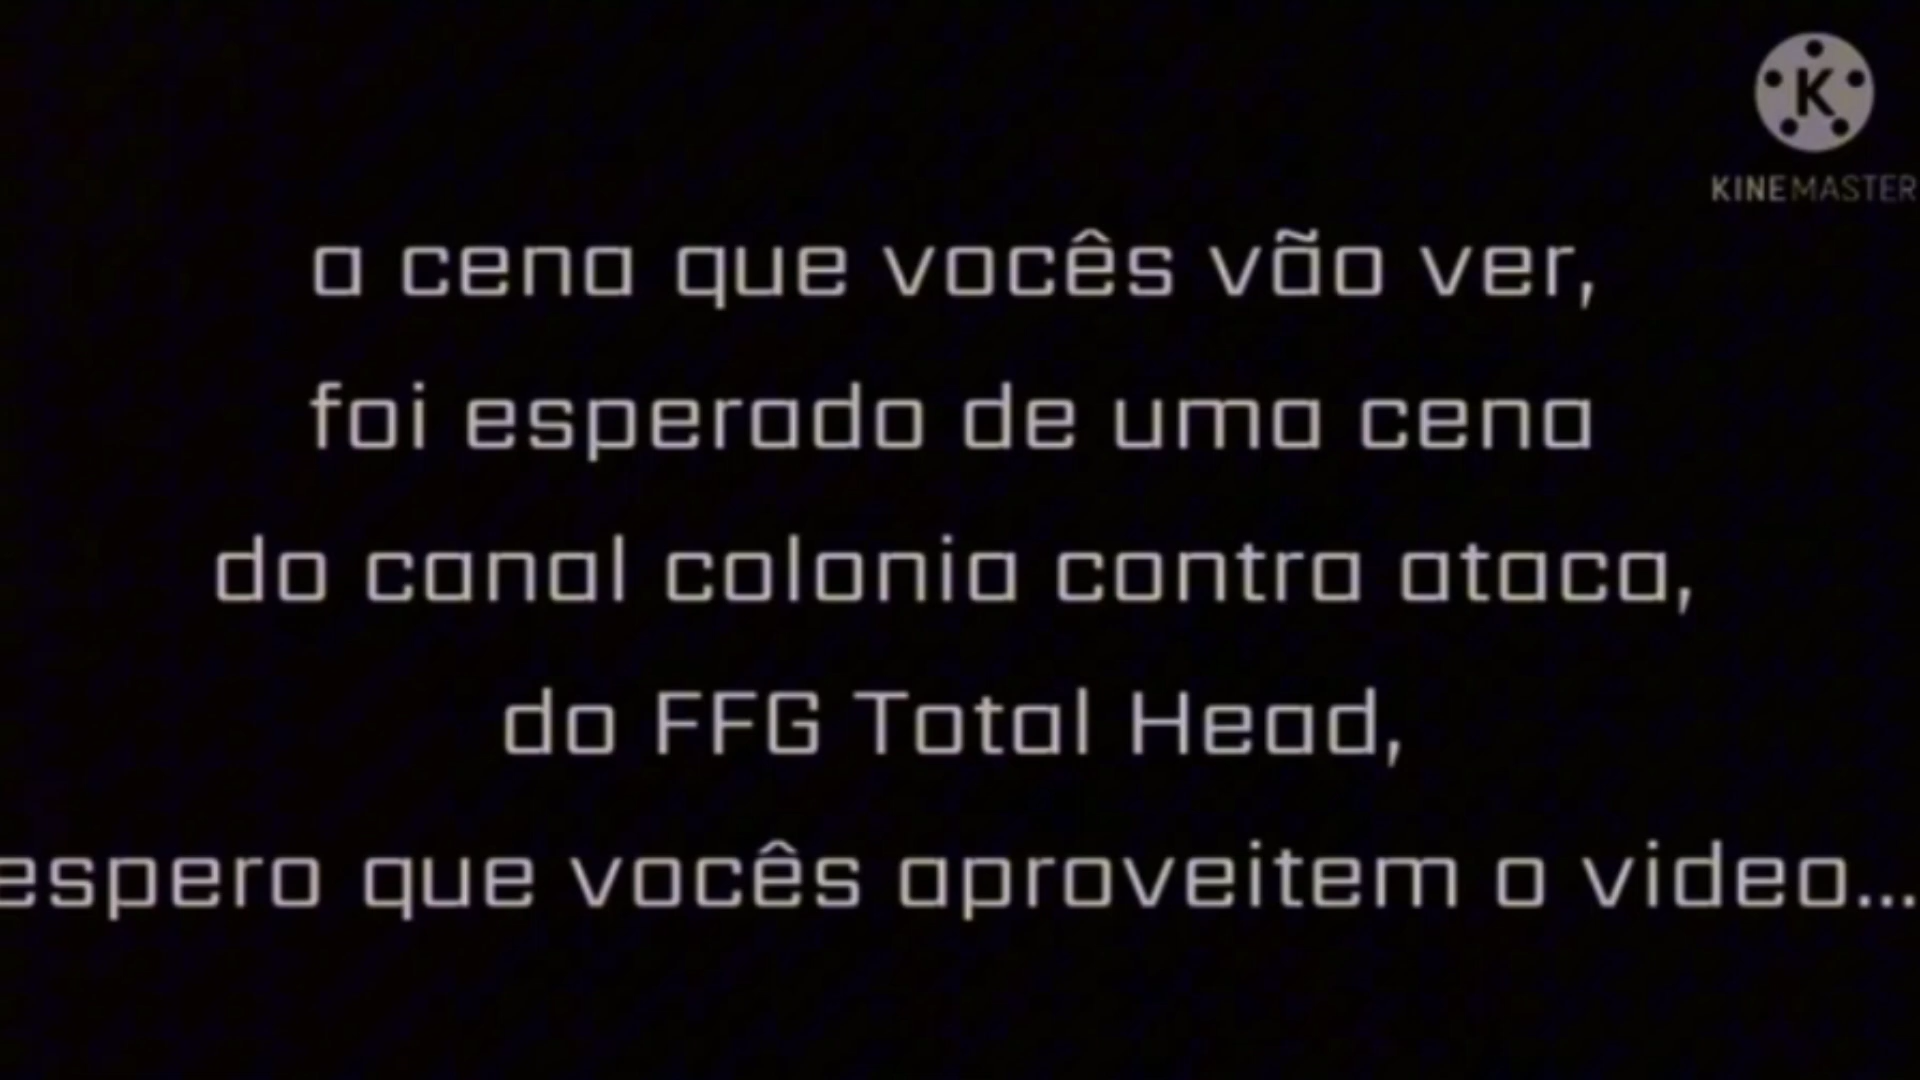 K
KINEMASTER
a cena que vocês vão ver,
foi esperado de uma cena
do canal colonia contra ataca,
do FFG Total Head,
espero que vocês aproveitem o video...